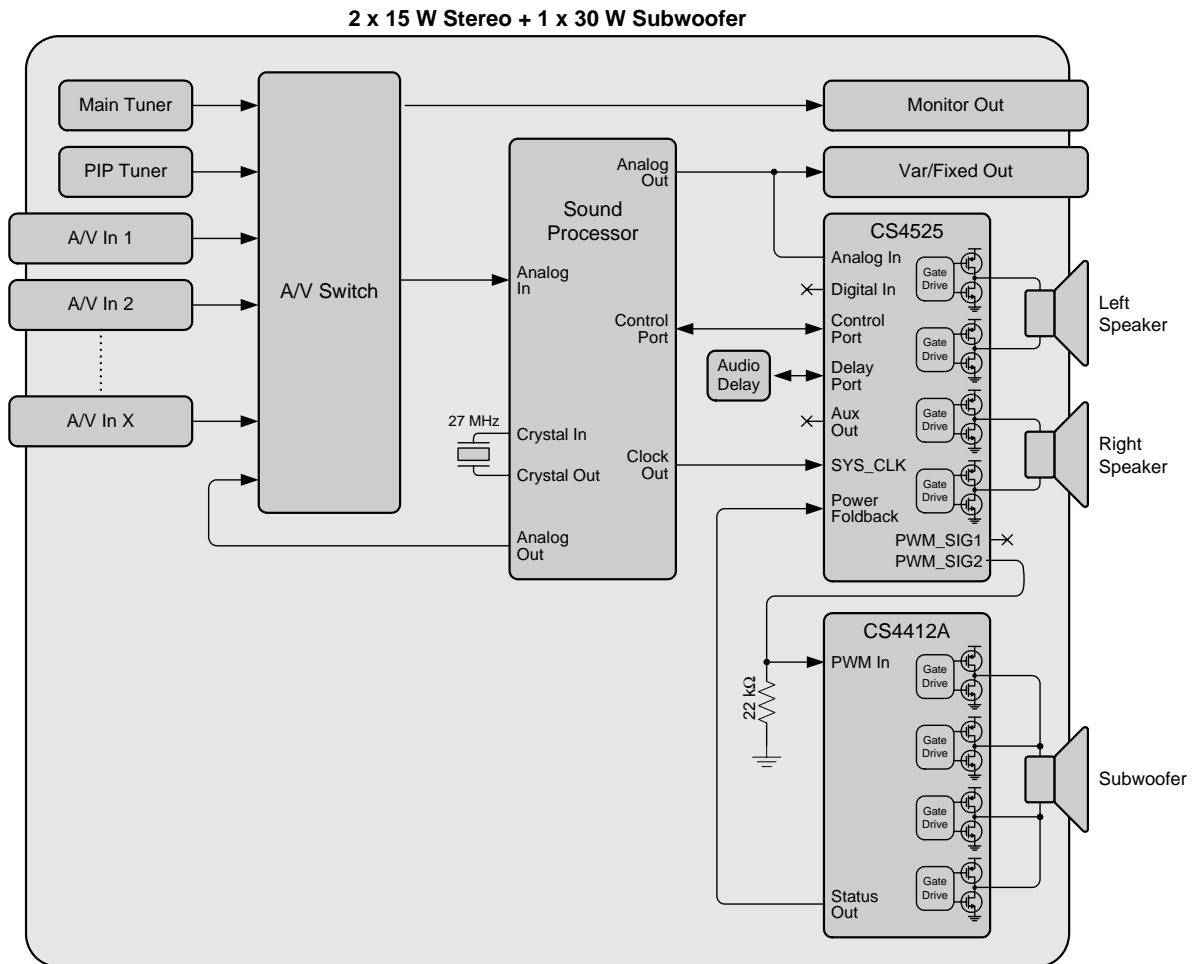 2 x 15 W Stereo + 1 x 30 W Subwoofer
Main Tuner
PIP Tuner
A/V In 1
A/V In 2
A/V In X
A/V Switch
Sound
Processor
Analog
Out
Analog
In
Control
Port
27 MHz
Crystal In
Crystal Out
Clock
Out
Analog
Out
Monitor Out
Var/Fixed Out
CS4525
Analog In
Digital In
Control
Port
Audio
Delay
Delay
Port
Aux
Out
SYS_CLK
Power
Foldback
PWM_SIG1
PWM_SIG2
Gate
Drive
Gate
Drive
Gate
Drive
Gate
Drive
Left
Speaker
Right
Speaker
CS4412A
PWM In
22 kΩ
Status
Out
Gate
Drive
Gate
Drive
Gate
Drive
Gate
Drive
Subwoofer